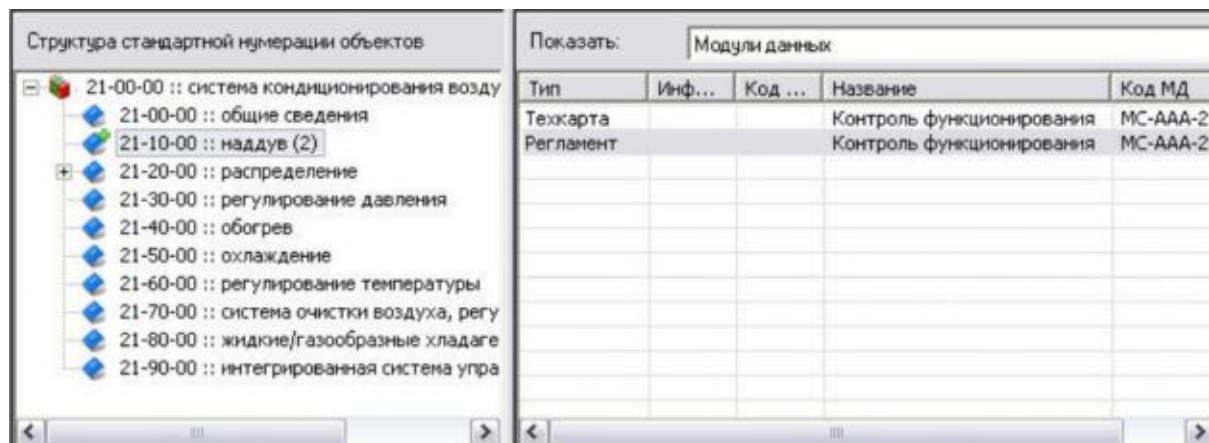 Структура стандартной нумерации объектов
21-00-00 :: система кондиционирования возду
21-00-00 :: общие сведения
21-10-00 :: наддув (2)
21-20-00 :: распределение
21-30-00 :: регулирование давления
21-40-00 :: обогрев
21-50-00 :: охлаждение
21-60-00 :: регулирование температуры
21-70-00 :: система очистки воздуха, регу
21-80-00 :: жидкие/газообразные хладаге
21-90-00 :: интегрированная система упра
Показать: Модули данных
Тип Инф... Код ... Название Код МД
Техкарта Контроль функционирования МС-ААА-2
Регламент Контроль функционирования МС-ААА-2